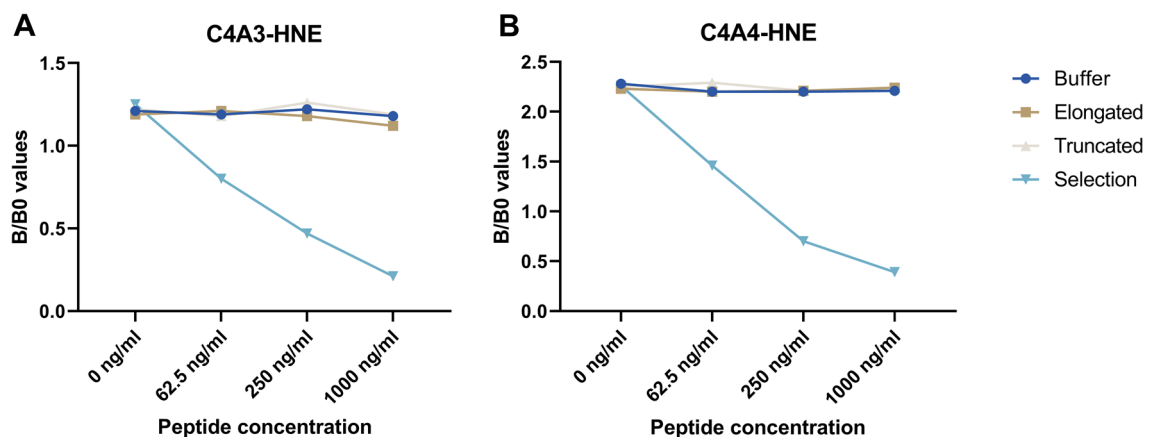 A
C4A3-HNE
B/B0 values
1.5
1.0
0.5
0.0
0 ng/ml
62.5 ng/ml
250 ng/ml
1000 ng/ml
Peptide concentration
B
C4A4-HNE
B/B0 values
2.5
2.0
1.5
1.0
0.5
0.0
0 ng/ml
62.5 ng/ml
250 ng/ml
1000 ng/ml
Peptide concentration
Buffer
Elongated
Truncated
Selection